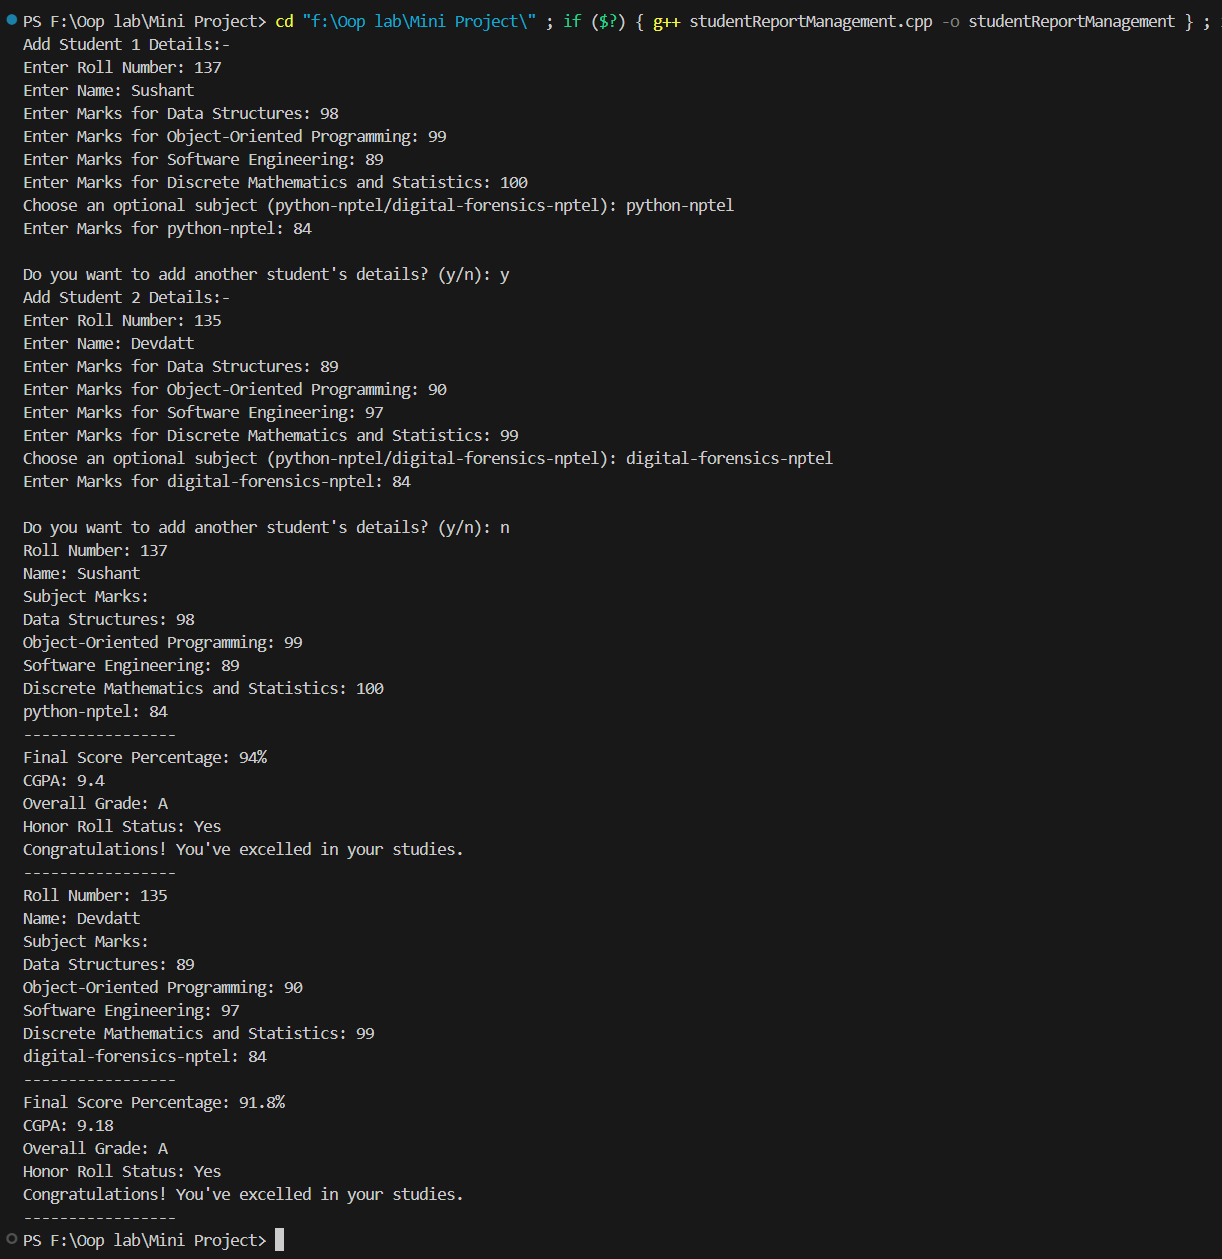 PS F:\Oop lab\Mini Project> cd "f:\Oop lab\Mini Project\" ; if ($?) { g++ studentReportManagement.cpp -o studentReportManagement } ;
Add Student 1 Details:-
Enter Roll Number: 137
Enter Name: Sushant
Enter Marks for Data Structures: 98
Enter Marks for Object-Oriented Programming: 99
Enter Marks for Software Engineering: 89
Enter Marks for Discrete Mathematics and Statistics: 100
Choose an optional subject (python-nptel/digital-forensics-nptel): python-nptel
Enter Marks for python-nptel: 84

Do you want to add another student's details? (y/n): y
Add Student 2 Details:-
Enter Roll Number: 135
Enter Name: Devdatt
Enter Marks for Data Structures: 89
Enter Marks for Object-Oriented Programming: 90
Enter Marks for Software Engineering: 97
Enter Marks for Discrete Mathematics and Statistics: 99
Choose an optional subject (python-nptel/digital-forensics-nptel): digital-forensics-nptel
Enter Marks for digital-forensics-nptel: 84

Do you want to add another student's details? (y/n): n
Roll Number: 137
Name: Sushant
Subject Marks:
Data Structures: 98
Object-Oriented Programming: 99
Software Engineering: 89
Discrete Mathematics and Statistics: 100
python-nptel: 84
-----------------
Final Score Percentage: 94%
CGPA: 9.4
Overall Grade: A
Honor Roll Status: Yes
Congratulations! You've excelled in your studies.
-----------------
Roll Number: 135
Name: Devdatt
Subject Marks:
Data Structures: 89
Object-Oriented Programming: 90
Software Engineering: 97
Discrete Mathematics and Statistics: 99
digital-forensics-nptel: 84
-----------------
Final Score Percentage: 91.8%
CGPA: 9.18
Overall Grade: A
Honor Roll Status: Yes
Congratulations! You've excelled in your studies.
-----------------
PS F:\Oop lab\Mini Project>